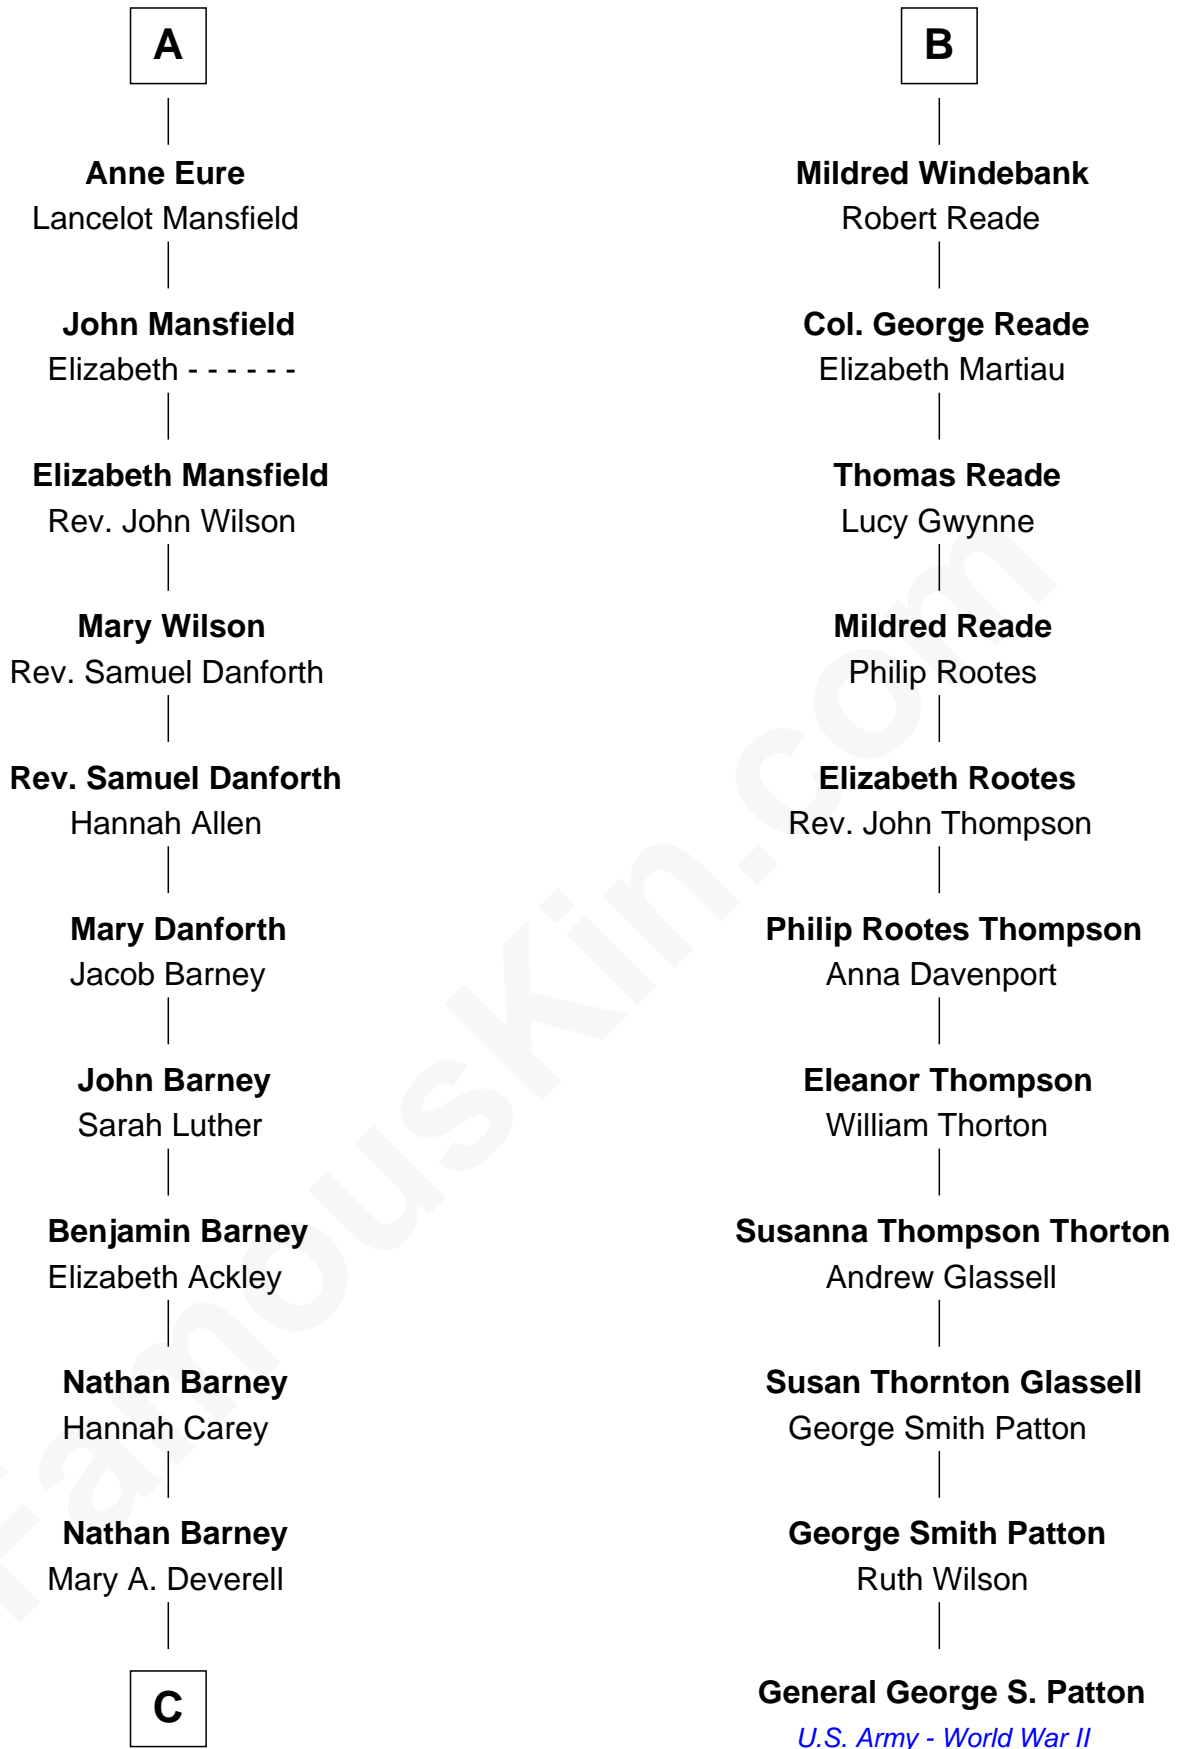 A
Anne Eure
Lancelot Mansfield
John Mansfield
Elizabeth - - - - - -
Elizabeth Mansfield
Rev. John Wilson
Mary Wilson
Rev. Samuel Danforth
Rev. Samuel Danforth
Hannah Allen
Mary Danforth
Jacob Barney
John Barney
Sarah Luther
Benjamin Barney
Elizabeth Ackley
Nathan Barney
Hannah Carey
Nathan Barney
Mary A. Deverell
C
B
Mildred Windebank
Robert Reade
Col. George Reade
Elizabeth Martiau
Thomas Reade
Lucy Gwynne
Mildred Reade
Philip Rootes
Elizabeth Rootes
Rev. John Thompson
Philip Rootes Thompson
Anna Davenport
Eleanor Thompson
William Thorton
Susanna Thompson Thorton
Andrew Glassell
Susan Thornton Glassell
George Smith Patton
George Smith Patton
Ruth Wilson
General George S. Patton
U.S. Army - World War II
FamousKin.com